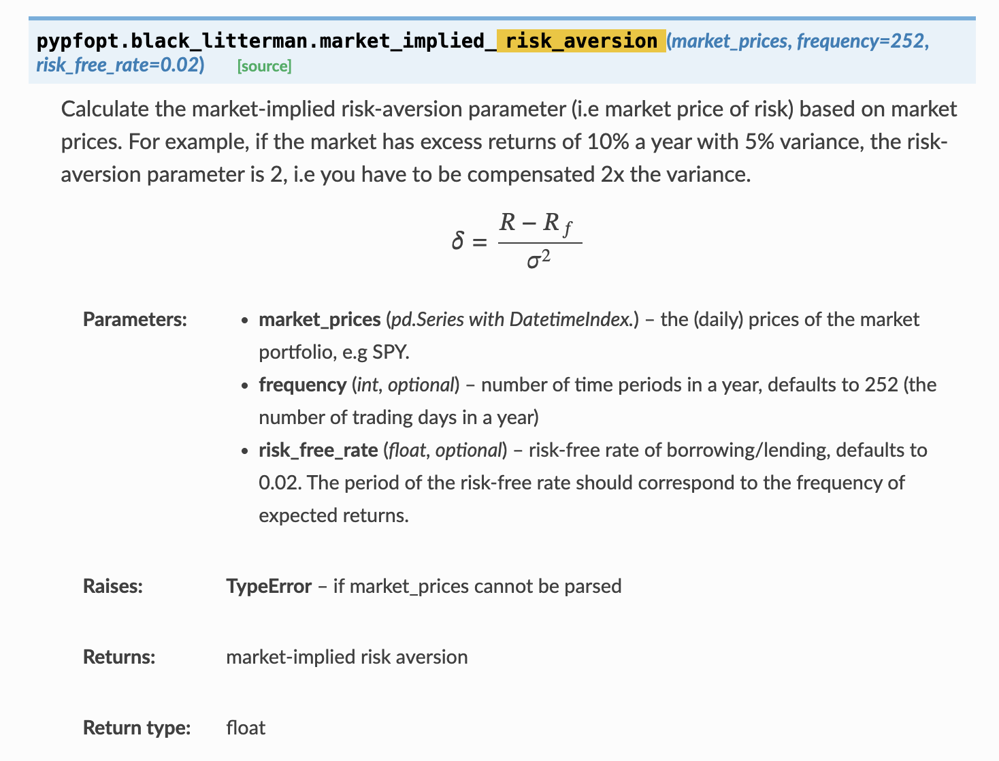 pypfopt.black_litterman.market_implied_risk_aversion(market_prices, frequency=252,
risk_free_rate=0.02) [source]
Calculate the market-implied risk-aversion parameter (i.e market price of risk) based on market
prices. For example, if the market has excess returns of 10% a year with 5% variance, the risk-
aversion parameter is 2, i.e you have to be compensated 2x the variance.
δ = \frac{R − R_f}{σ^2}
Parameters: • market_prices (pd.Series with DatetimeIndex.) – the (daily) prices of the market
portfolio, e.g SPY.
• frequency (int, optional) – number of time periods in a year, defaults to 252 (the
number of trading days in a year)
• risk_free_rate (float, optional) – risk-free rate of borrowing/lending, defaults to
0.02. The period of the risk-free rate should correspond to the frequency of
expected returns.
Raises: TypeError – if market_prices cannot be parsed
Returns: market-implied risk aversion
Return type: float